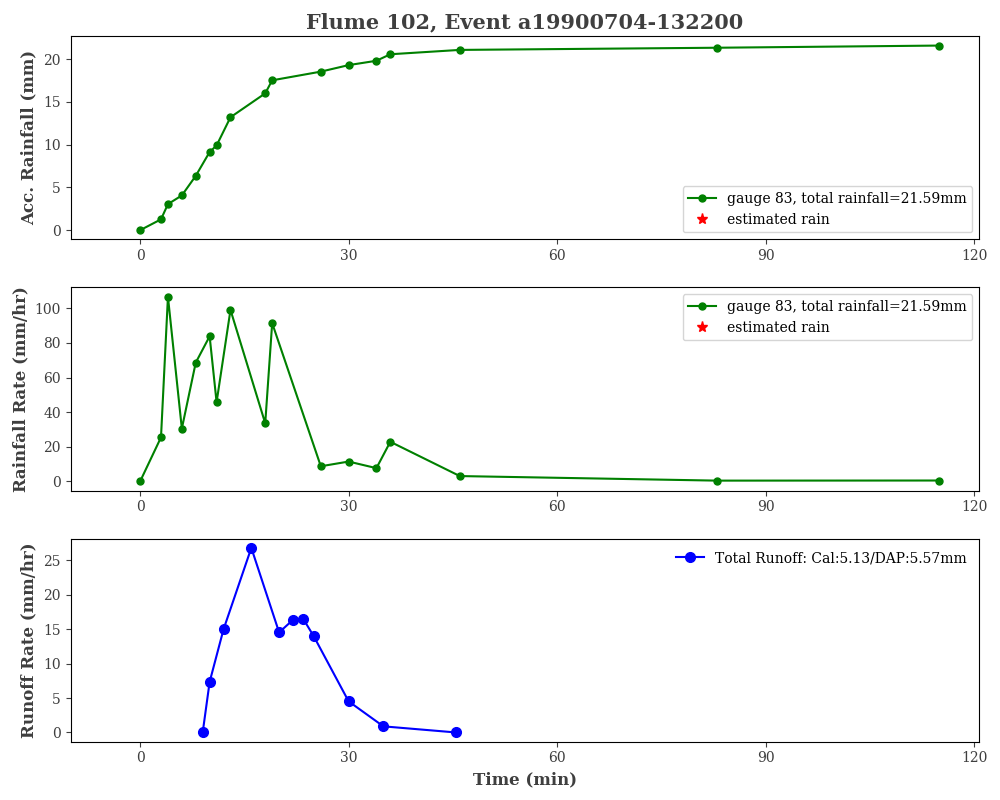 Flume 102, Event a19900704-132200
Acc. Rainfall (mm)
20
15
10
5
0
gauge 83, total rainfall=21.59mm
estimated rain
0 30 60 90 120
Rainfall Rate (mm/hr)
100
80
60
40
20
0
gauge 83, total rainfall=21.59mm
estimated rain
0 30 60 90 120
Runoff Rate (mm/hr)
25
20
15
10
5
0
Total Runoff: Cal:5.13/DAP:5.57mm
0 30 60 90 120
Time (min)